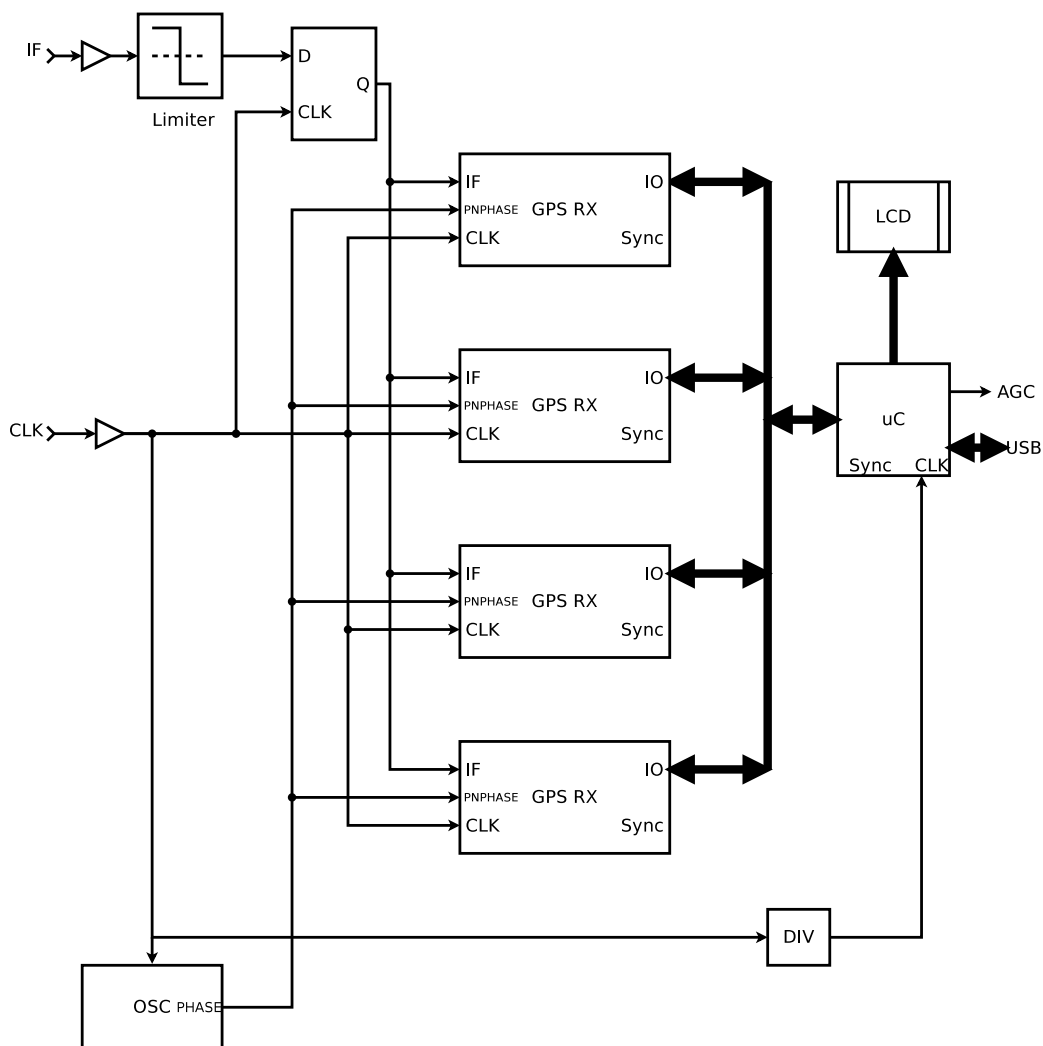 IF
Limiter
D
Q
CLK
IF
IO
PNPHASE
GPS RX
CLK
Sync
LCD
IF
IO
PNPHASE
GPS RX
CLK
Sync
CLK
uC
AGC
USB
Sync
CLK
IF
IO
PNPHASE
GPS RX
CLK
Sync
IF
IO
PNPHASE
GPS RX
CLK
Sync
DIV
OSC PHASE